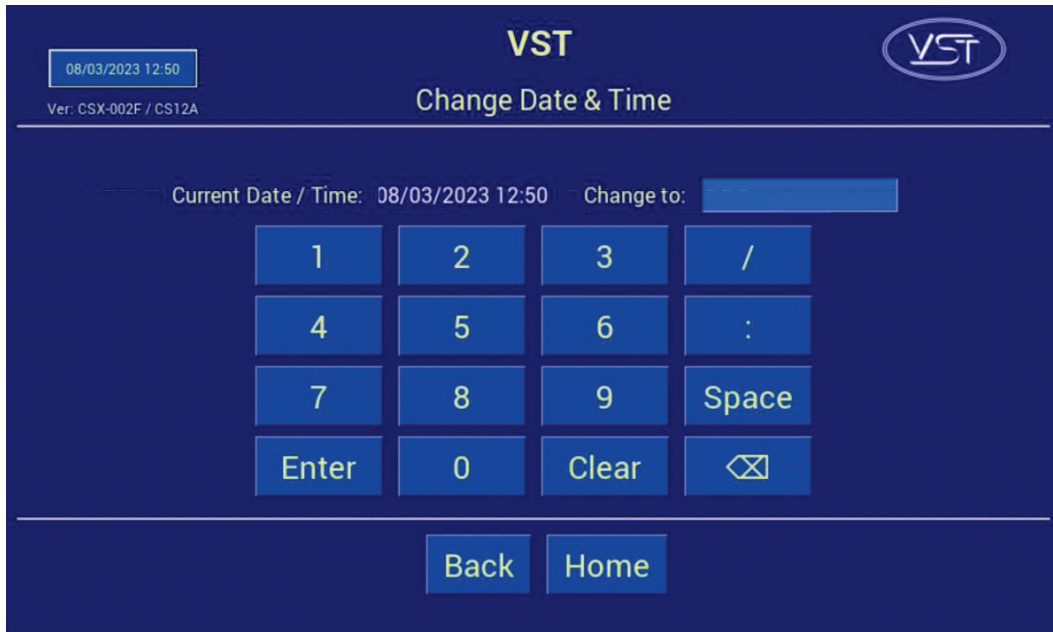 VST
08/03/2023 12:50
VST
Ver: CSX-002F / CS12A
Change Date & Time
Current Date / Time: 08/03/2023 12:50 Change to:
1 2 3 /
4 5 6 :
7 8 9 Space
Enter 0 Clear ⌫
Back Home